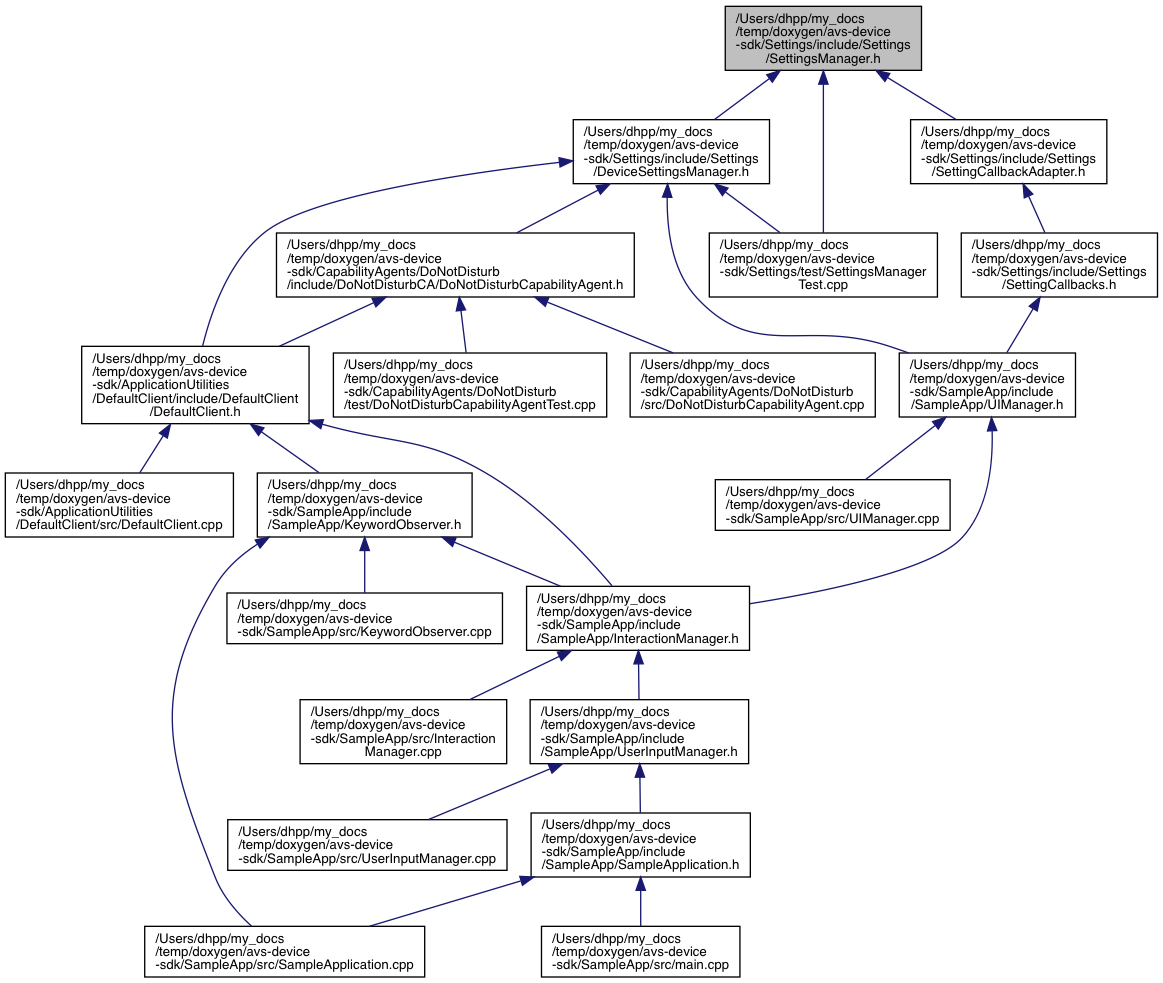 /Users/dhpp/my_docs
/temp/doxygen/avs-device
-sdk/Settings/include/Settings
/SettingsManager.h
/Users/dhpp/my_docs
/temp/doxygen/avs-device
-sdk/Settings/include/Settings
/DeviceSettingsManager.h
/Users/dhpp/my_docs
/temp/doxygen/avs-device
-sdk/Settings/include/Settings
/SettingCallbackAdapter.h
/Users/dhpp/my_docs
/temp/doxygen/avs-device
-sdk/CapabilityAgents/DoNotDisturb
/include/DoNotDisturbCA/DoNotDisturbCapabilityAgent.h
/Users/dhpp/my_docs
/temp/doxygen/avs-device
-sdk/Settings/test/SettingsManager
Test.cpp
/Users/dhpp/my_docs
/temp/doxygen/avs-device
-sdk/Settings/include/Settings
/SettingCallbacks.h
/Users/dhpp/my_docs
/temp/doxygen/avs-device
-sdk/ApplicationUtilities
/DefaultClient/include/DefaultClient
/DefaultClient.h
/Users/dhpp/my_docs
/temp/doxygen/avs-device
-sdk/CapabilityAgents/DoNotDisturb
/test/DoNotDisturbCapabilityAgentTest.cpp
/Users/dhpp/my_docs
/temp/doxygen/avs-device
-sdk/CapabilityAgents/DoNotDisturb
/src/DoNotDisturbCapabilityAgent.cpp
/Users/dhpp/my_docs
/temp/doxygen/avs-device
-sdk/SampleApp/include
/SampleApp/UIManager.h
/Users/dhpp/my_docs
/temp/doxygen/avs-device
-sdk/ApplicationUtilities
/DefaultClient/src/DefaultClient.cpp
/Users/dhpp/my_docs
/temp/doxygen/avs-device
-sdk/SampleApp/include
/SampleApp/KeywordObserver.h
/Users/dhpp/my_docs
/temp/doxygen/avs-device
-sdk/SampleApp/src/UIManager.cpp
/Users/dhpp/my_docs
/temp/doxygen/avs-device
-sdk/SampleApp/src/KeywordObserver.cpp
/Users/dhpp/my_docs
/temp/doxygen/avs-device
-sdk/SampleApp/include
/SampleApp/InteractionManager.h
/Users/dhpp/my_docs
/temp/doxygen/avs-device
-sdk/SampleApp/src/Interaction
Manager.cpp
/Users/dhpp/my_docs
/temp/doxygen/avs-device
-sdk/SampleApp/include
/SampleApp/UserInputManager.h
/Users/dhpp/my_docs
/temp/doxygen/avs-device
-sdk/SampleApp/src/UserInputManager.cpp
/Users/dhpp/my_docs
/temp/doxygen/avs-device
-sdk/SampleApp/include
/SampleApp/SampleApplication.h
/Users/dhpp/my_docs
/temp/doxygen/avs-device
-sdk/SampleApp/src/SampleApplication.cpp
/Users/dhpp/my_docs
/temp/doxygen/avs-device
-sdk/SampleApp/src/main.cpp